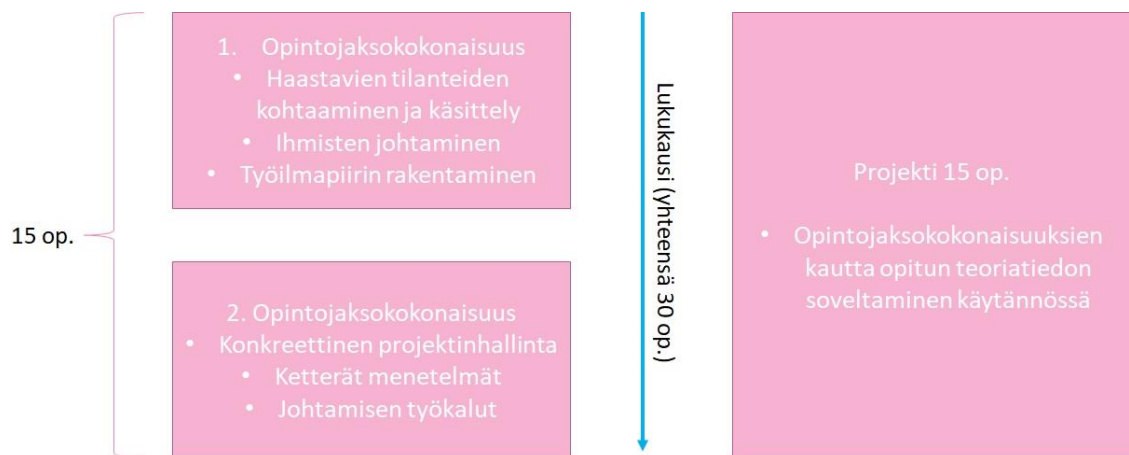 15 op.
1. Opintojaksokokonaisuus
• Haastavien tilanteiden
kohtaaminen ja käsittely
• Ihmisten johtaminen
• Työilmapiirin rakentaminen
2. Opintojaksokokonaisuus
• Konkreettinen projektinhallinta
• Ketterät menetelmät
• Johtamisen työkalut
Lukukausi (yhteensä 30 op.)
Projekti 15 op.
• Opintojaksokokonaisuuksien
kautta opitun teoriatiedon
soveltaminen käytännössä